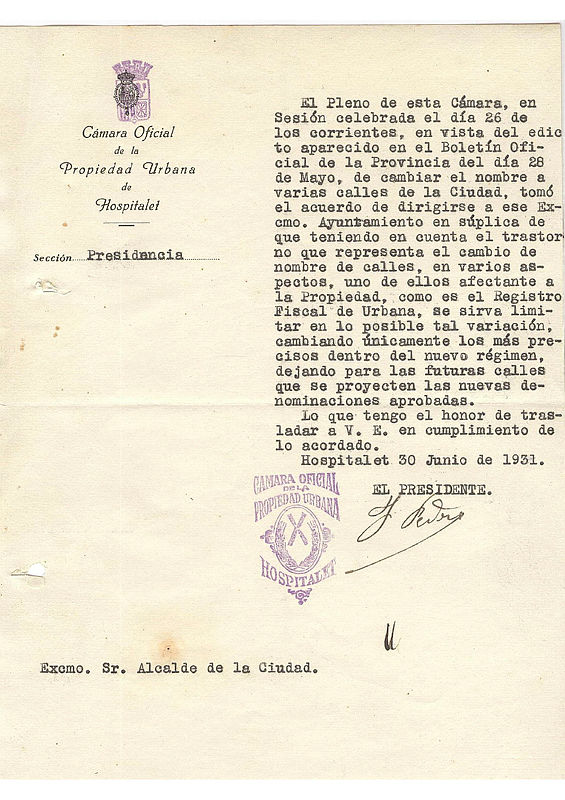 Cámara Oficial
de la
Propiedad Urbana
de
Hospitalet
Sección Presidancia
El Pleno de esta Cámara, en
Sesión celebrada el día 26 de
los corrientes, en vista del edic
to aparecido en el Boletín Ofi-
cial de la Provincia del día 28
de Mayo, de cambiar el nombre a
varias calles de la Ciudad, tomó
el acuerdo de dirigirse a ese Ex-
cmo. Ayuntamiento en súplica de
que teniendo en cuenta el trastor
no que representa el cambio de
nombre de calles, en varios as-
pectos, uno de ellos afectante a
la Propiedad, como es el Registro
Fiscal de Urbana, se sirva limi-
tar en lo posible tal variación,
cambiando únicamente los más pre-
cisos dentro del nuevo régimen,
dejando para las futuras calles
que se proyecten las nuevas de-
nominaciones aprobadas.
Lo que tengo el honor de tras-
ladar a V. E. en cumplimiento de
lo acordado.
Hospitalet 30 Junio de 1931.
EL PRESIDENTE.
CAMARA OFICIAL
DE LA
PROPIEDAD URBANA
HOSPITALET
Excmo. Sr. Alcalde de la Ciudad.